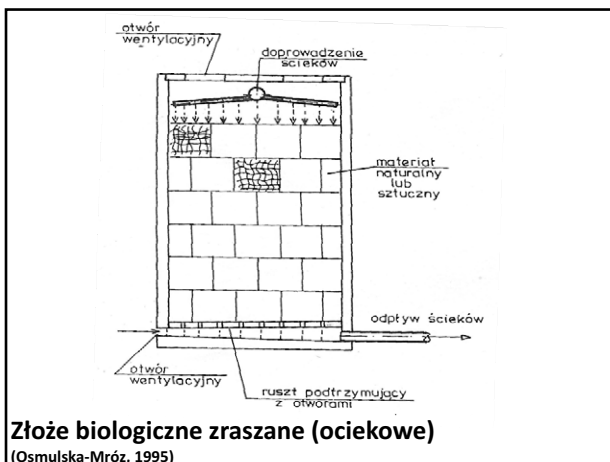 otwór
wentylacyjny
doprowadzenie
ścieków
materiał
naturalny
lub
sztuczny
odpływ ścieków
otwór
wentylacyjny
ruszt podtrzymujący
z otworami
Złoże biologiczne zraszane (ociekowe)
(Osmulska-Mróz, 1995)